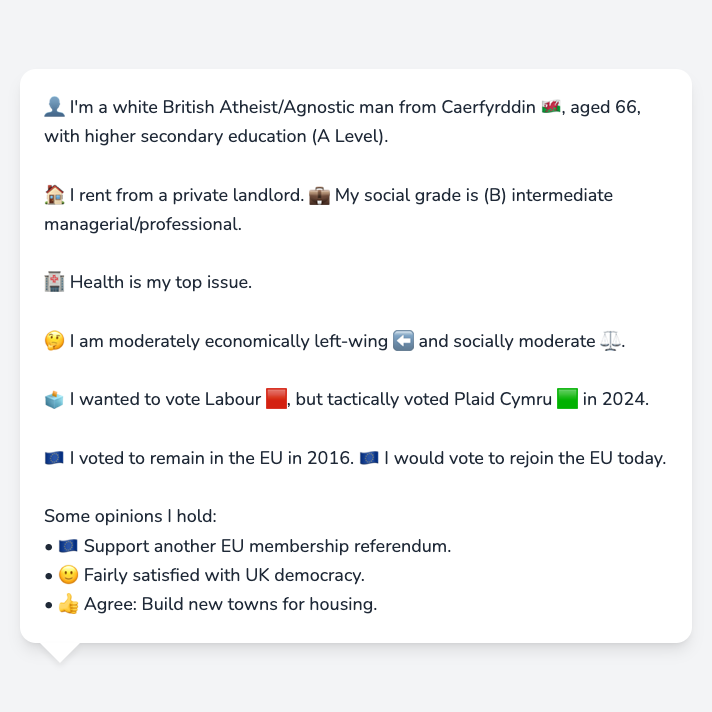 👤 I'm a white British Atheist/Agnostic man from Caerfyrddin 🏴󠁧󠁢󠁷󠁬󠁳󠁿, aged 66,
with higher secondary education (A Level).
🏠 I rent from a private landlord. 💼 My social grade is (B) intermediate
managerial/professional.
🏥 Health is my top issue.
🤔 I am moderately economically left-wing ⬅️ and socially moderate ⚖️.
🗳️ I wanted to vote Labour 🟥, but tactically voted Plaid Cymru 🟩 in 2024.
🇪🇺 I voted to remain in the EU in 2016. 🇪🇺 I would vote to rejoin the EU today.
Some opinions I hold:
• 🇪🇺 Support another EU membership referendum.
• 🙂 Fairly satisfied with UK democracy.
• 👍 Agree: Build new towns for housing.